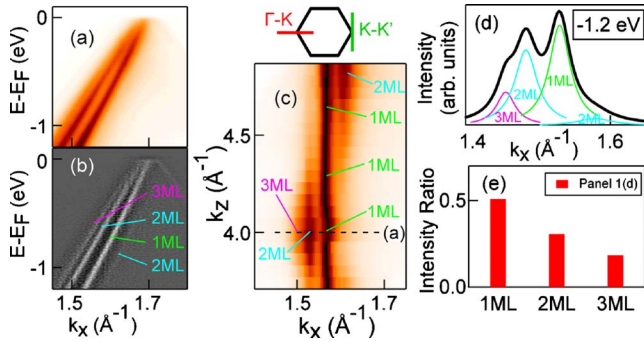 (a)
E-EF (eV)
0
-1
(b)
E-EF (eV)
0
-1
3ML
2ML
1ML
2ML
1.5
1.7
kx (Å⁻¹)
Γ-K
K-K'
(c)
2ML
1ML
1ML
3ML
1ML
2ML
(a)
kz (Å⁻¹)
4.5
4.0
1.5
1.7
kx (Å⁻¹)
(d)
-1.2 eV
Intensity
(arb. units)
3ML
2ML
1ML
2ML
1.4
1.5
1.6
kx (Å⁻¹)
(e)
Panel 1(d)
Intensity Ratio
0.5
0.0
1ML 2ML 3ML